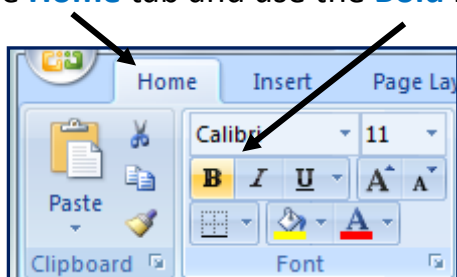 Home tab and use the Bold
Home Insert Page Lay
Calibri 11
B I U A A
Paste A
Clipboard Font